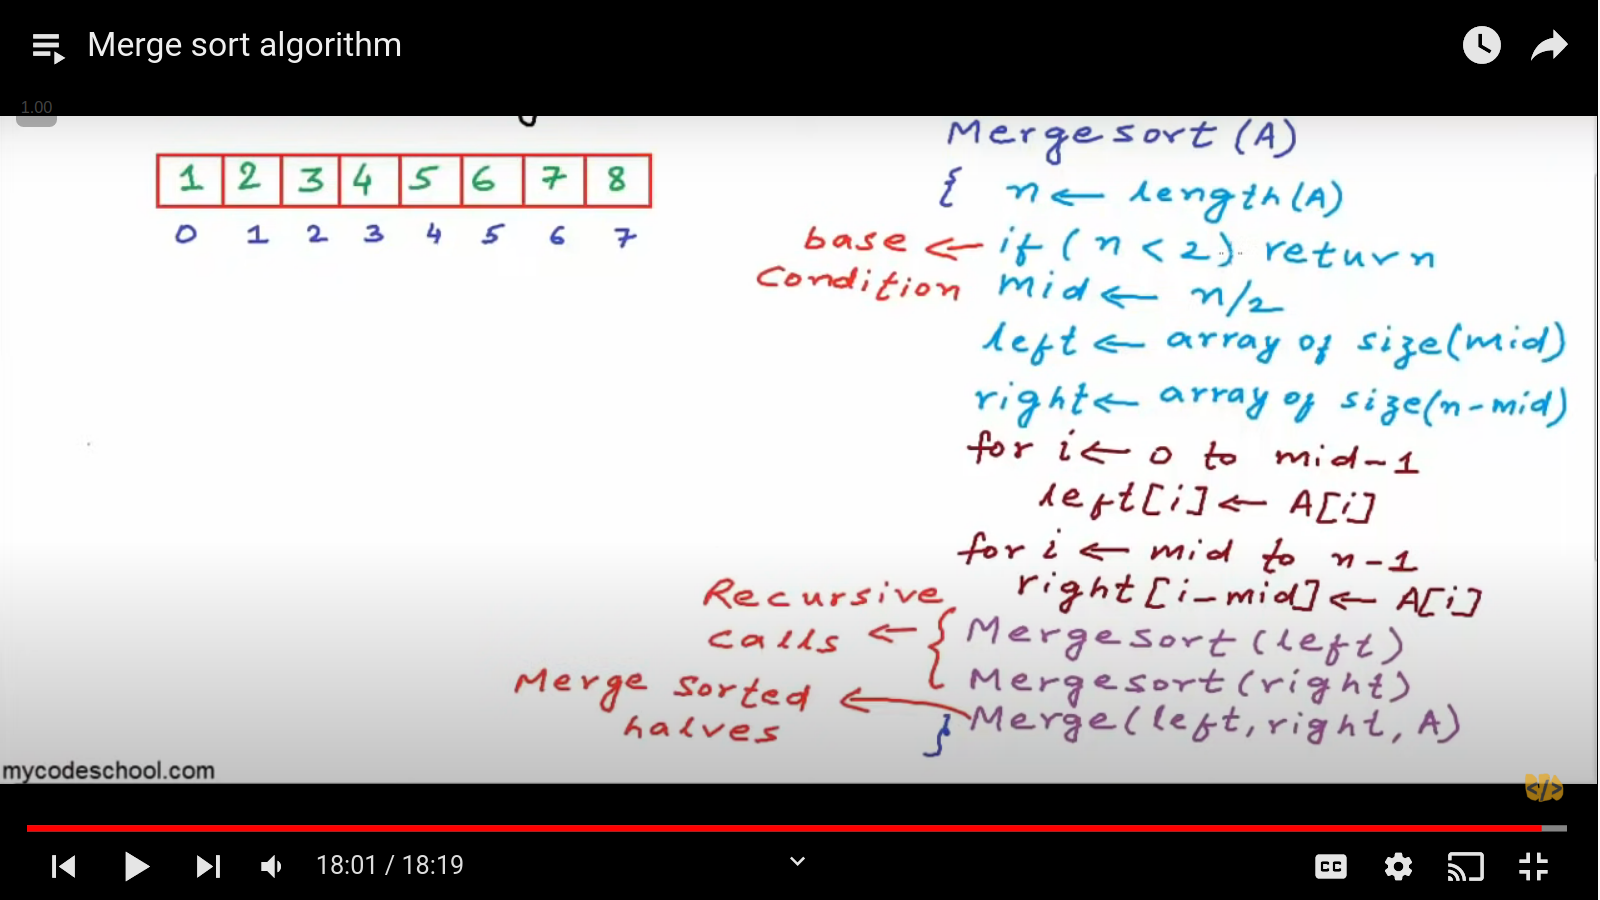 Merge sort algorithm
1.00
1 2 3 4 5 6 7 8
0 1 2 3 4 5 6 7
Mergesort (A)
{ n ← length(A)
base ← if ( n < 2 ) return n
Condition
mid ← n/2
left ← array of size(mid)
right ← array of size(n-mid)
for i ← 0 to mid-1
left[i] ← A[i]
for i ← mid to n-1
right[i-mid] ← A[i]
Recursive
calls ← { Mergesort(left)
Mergesort(right)
Merge sorted ← Merge(left, right, A)
halves
}
mycodeschool.com
</>
18:01 / 18:19
CC